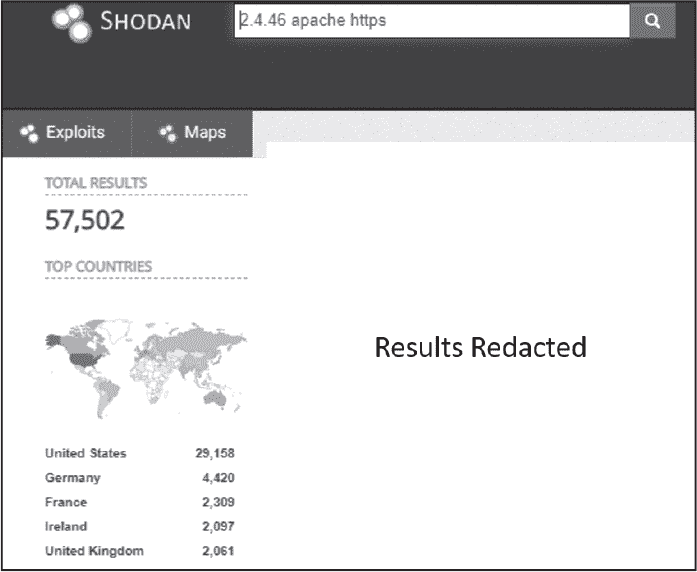 SHODAN
2.4.46 apache https
Exploits Maps
TOTAL RESULTS
57,502
TOP COUNTRIES
Results Redacted
United States 29,158
Germany 4,420
France 2,309
Ireland 2,097
United Kingdom 2,061